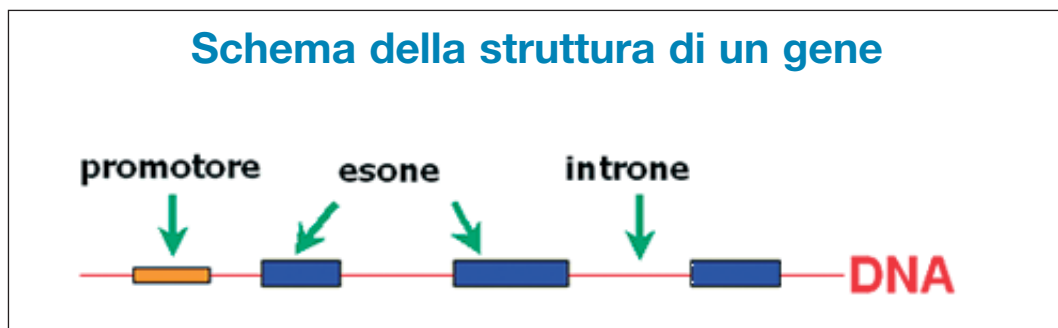 Schema della struttura di un gene
promotore esone introne
DNA